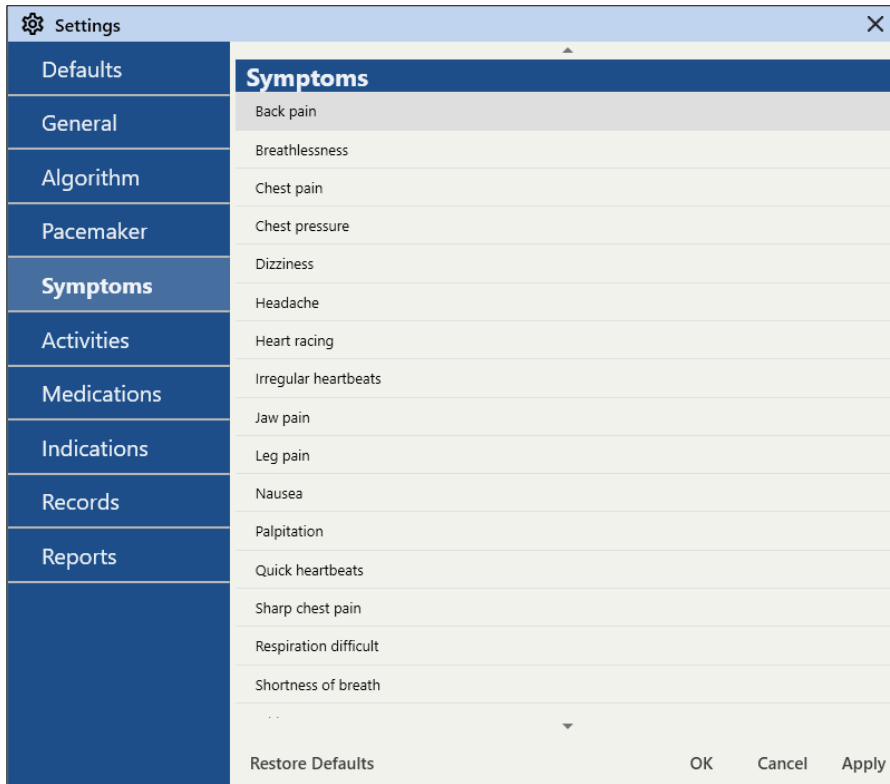 Settings
Defaults
General
Algorithm
Pacemaker
Symptoms
Activities
Medications
Indications
Records
Reports
Symptoms
Back pain
Breathlessness
Chest pain
Chest pressure
Dizziness
Headache
Heart racing
Irregular heartbeats
Jaw pain
Leg pain
Nausea
Palpitation
Quick heartbeats
Sharp chest pain
Respiration difficult
Shortness of breath
Restore Defaults OK Cancel Apply